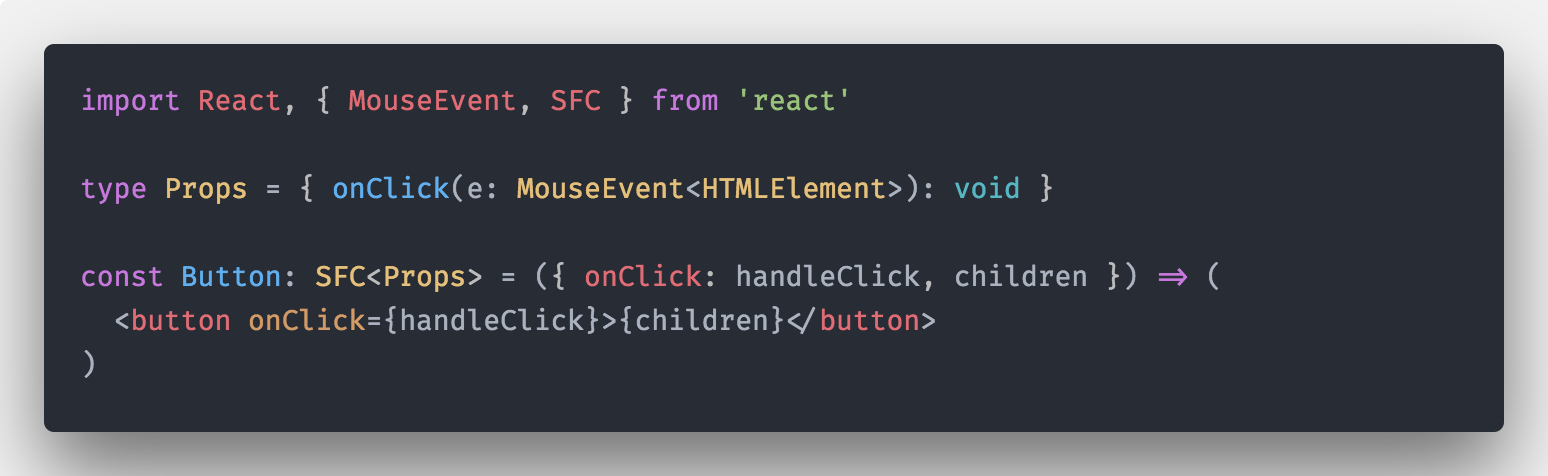 import React, { MouseEvent, SFC } from 'react'
type Props = { onClick(e: MouseEvent<HTMLElement>): void }
const Button: SFC<Props> = ({ onClick: handleClick, children }) => (
  <button onClick={handleClick}>{children}</button>
)